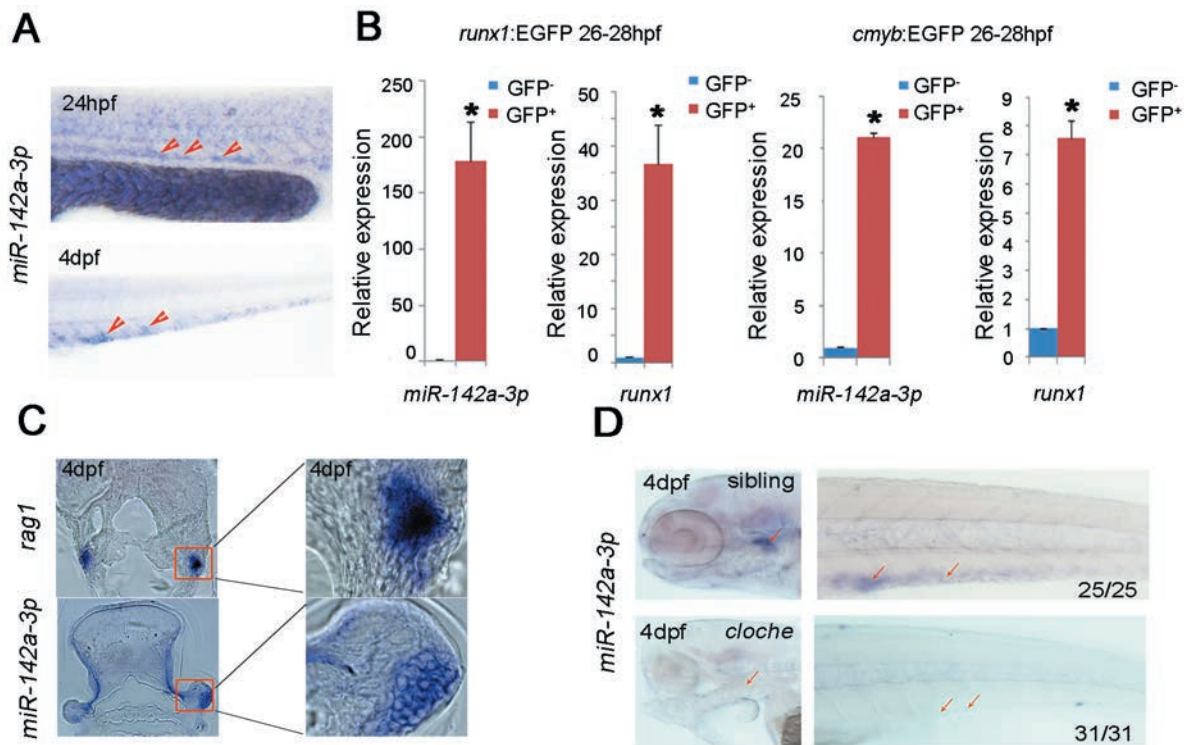 A
24hpf
miR-142a-3p
4dpf
B
runx1:EGFP 26-28hpf
cmyb:EGFP 26-28hpf
Relative expression
250
200
150
100
50
0
GFP-
GFP+
*
miR-142a-3p
Relative expression
50
40
30
20
10
0
GFP-
GFP+
*
runx1
Relative expression
25
20
15
10
5
0
GFP-
GFP+
*
miR-142a-3p
Relative expression
9
8
7
6
5
4
3
2
1
0
GFP-
GFP+
*
runx1
C
rag1
4dpf
4dpf
miR-142a-3p
D
miR-142a-3p
4dpf sibling
25/25
4dpf cloche
31/31